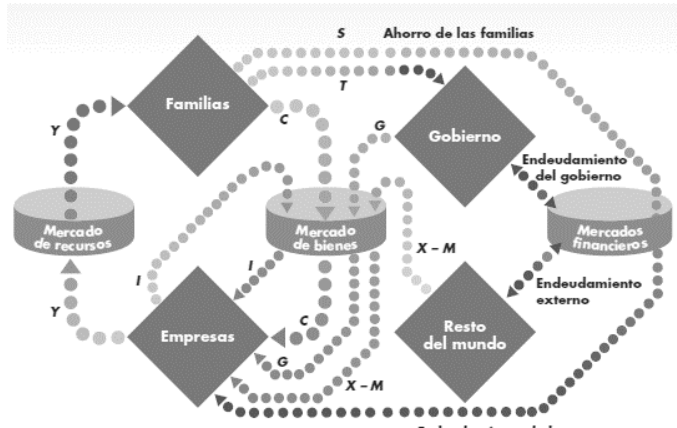 S Ahorro de las familias
T
Familias
C
Y
G
Gobierno
Endeudamiento
del gobierno
Mercado
de recursos
Mercado
de bienes
Mercados
financieros
X – M
I
I
Endeudamiento
externo
Y
Empresas
C
Resto
del mundo
G
X – M